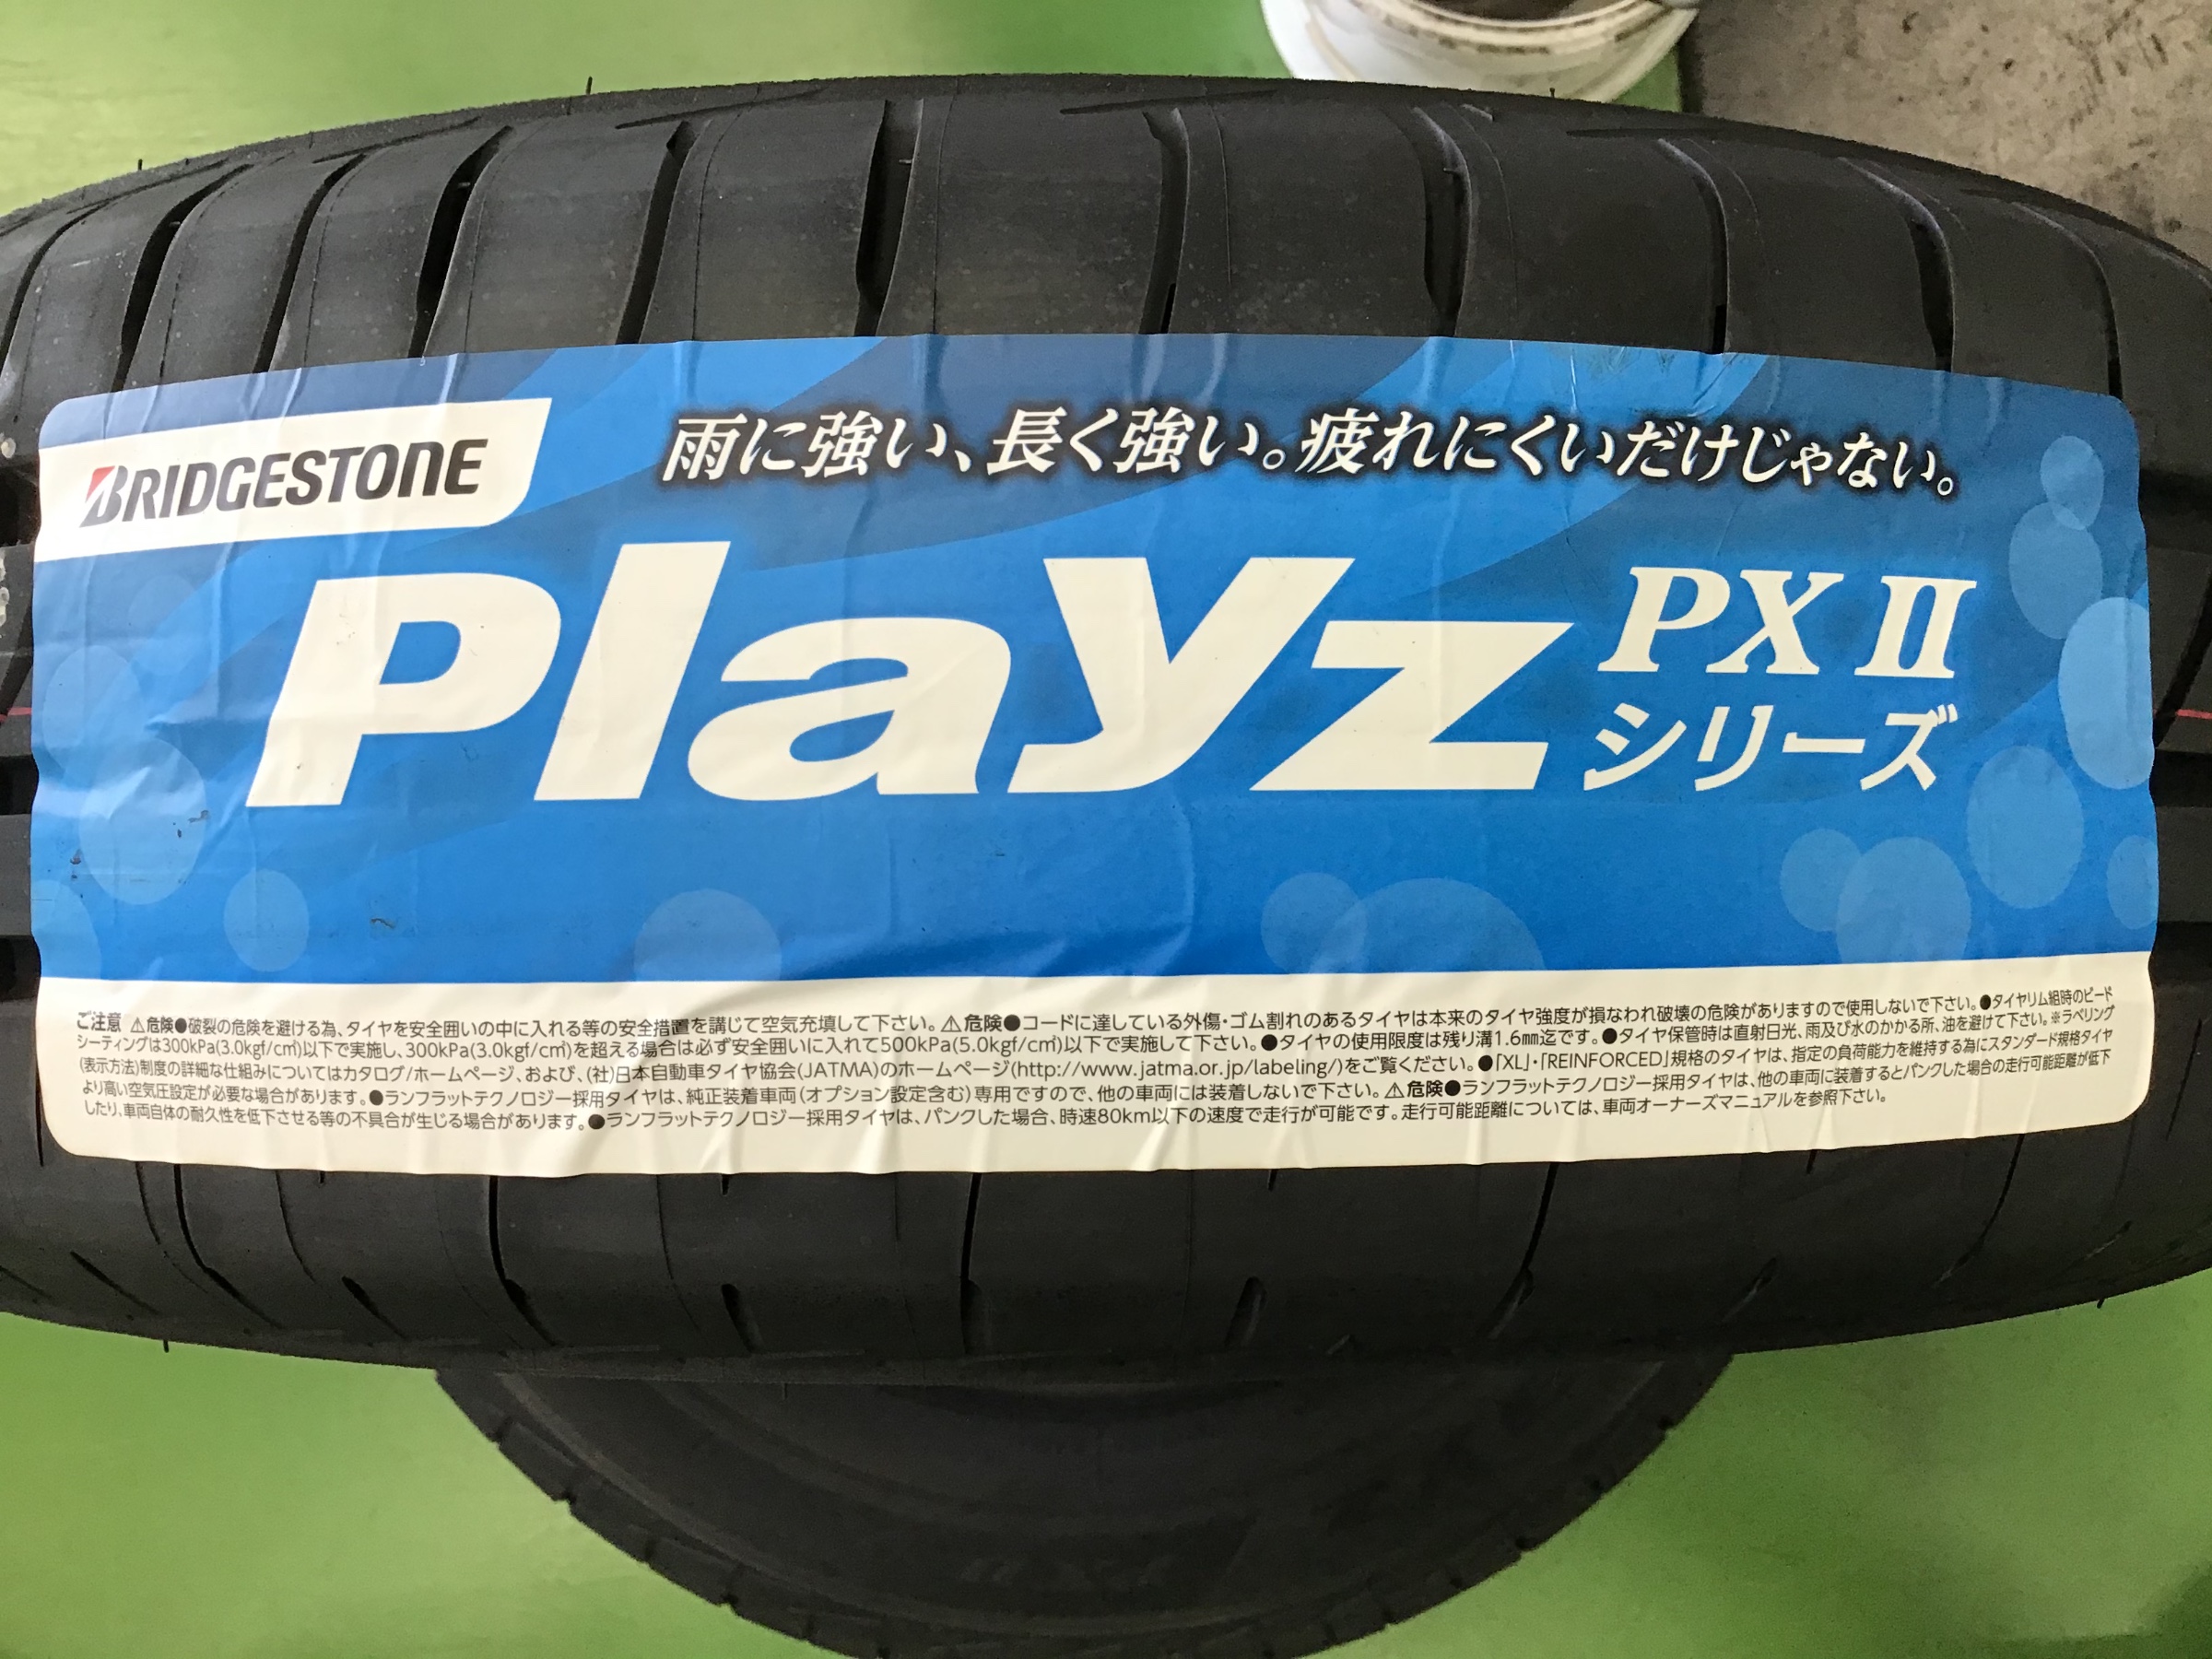 BRIDGESTONE
雨に強い、長く強い。疲れにくいだけじゃない。
Playz
PXⅡ
シリーズ
ご注意 ⚠危険●破裂の危険を避ける為、タイヤを安全囲いの中に入れる等の安全措置を講じて空気充填して下さい。⚠危険●コードに達している外傷・ゴム割れのあるタイヤは本来のタイヤ強度が損なわれ破壊の危険がありますので使用しないで下さい。●タイヤリム組時のビード
シーティングは300kPa(3.0kgf/c㎡)以下で実施し、300kPa(3.0kgf/c㎡)を超える場合は必ず安全囲いに入れて500kPa(5.0kgf/c㎡)以下で実施して下さい。●タイヤの使用限度は残り溝1.6㎜迄です。●タイヤ保管時は直射日光、雨及び水のかかる所、油を避けて下さい。※ラベリング
(表示方法)制度の詳細な仕組みについてはカタログ/ホームページ、および、(社)日本自動車タイヤ協会(JATMA)のホームページ(http://www.jatma.or.jp/labeling/)をご覧ください。●「XL」・「REINFORCED」規格のタイヤは、指定の負荷能力を維持する為にスタンダード規格タイヤ
より高い空気圧設定が必要な場合があります。●ランフラットテクノロジー採用タイヤは、純正装着車両(オプション設定含む)専用ですので、他の車両には装着しないで下さい。⚠危険●ランフラットテクノロジー採用タイヤは、他の車両に装着するとパンクした場合の走行可能距離が低下
したり、車両自体の耐久性を低下させる等の不具合が生じる場合があります。●ランフラットテクノロジー採用タイヤは、パンクした場合、時速80km以下の速度で走行が可能です。走行可能距離については、車両オーナーズマニュアルを参照下さい。